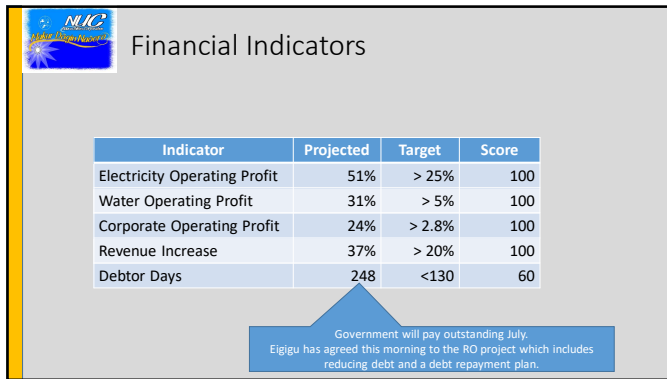 NUC
Financial Indicators
Indicator Projected Target Score
Electricity Operating Profit 51% > 25% 100
Water Operating Profit 31% > 5% 100
Corporate Operating Profit 24% > 2.8% 100
Revenue Increase 37% > 20% 100
Debtor Days 248 <130 60
Government will pay outstanding July.
Eigigu has agreed this morning to the RO project which includes
reducing debt and a debt repayment plan.